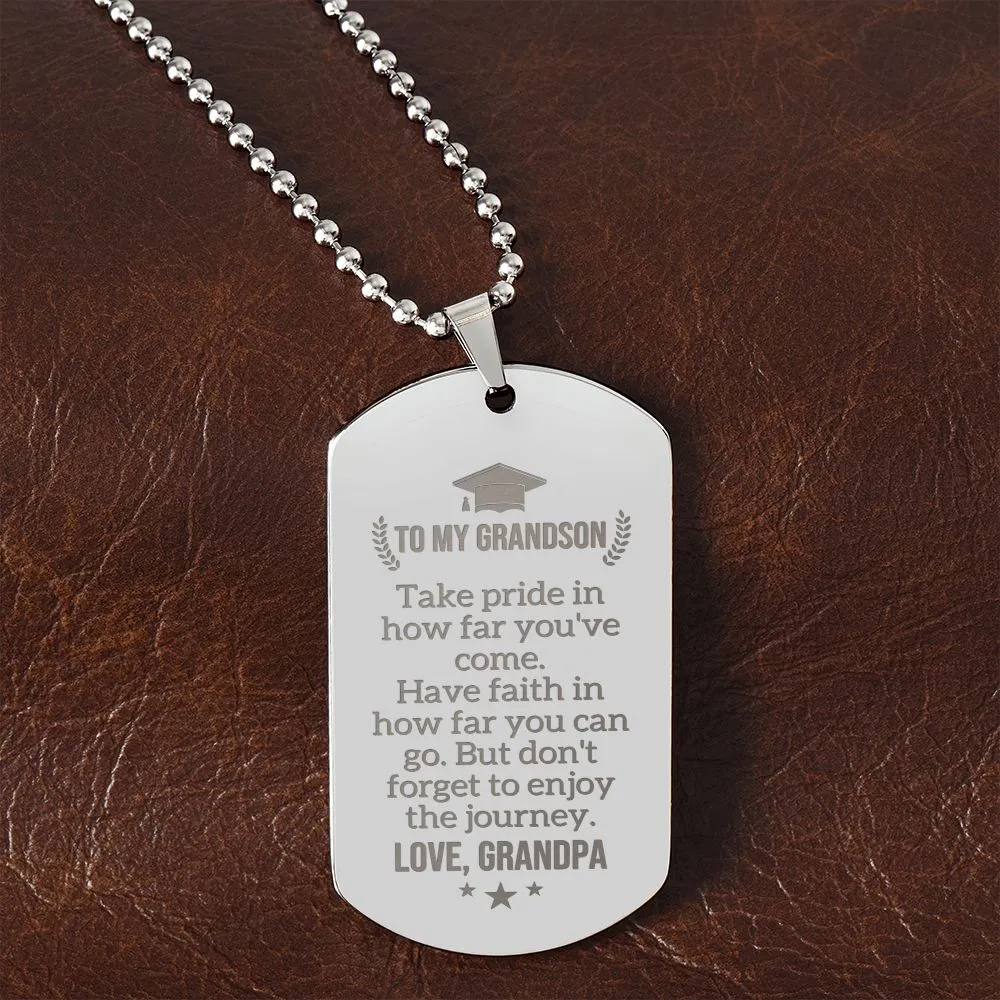 TO MY GRANDSON
Take pride in
how far you've
come.
Have faith in
how far you can
go. But don't
forget to enjoy
the journey.
LOVE, GRANDPA